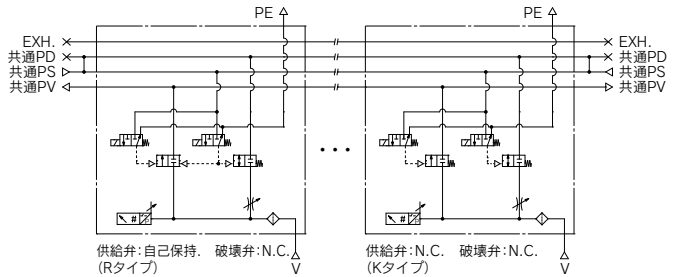 PE
PE
EXH.
共通PD
共通PS
共通PV
EXH.
共通PD
共通PS
共通PV
#
#
供給弁:自己保持. 破壊弁:N.C.
(Rタイプ)
V
供給弁:N.C. 破壊弁:N.C.
(Kタイプ)
V